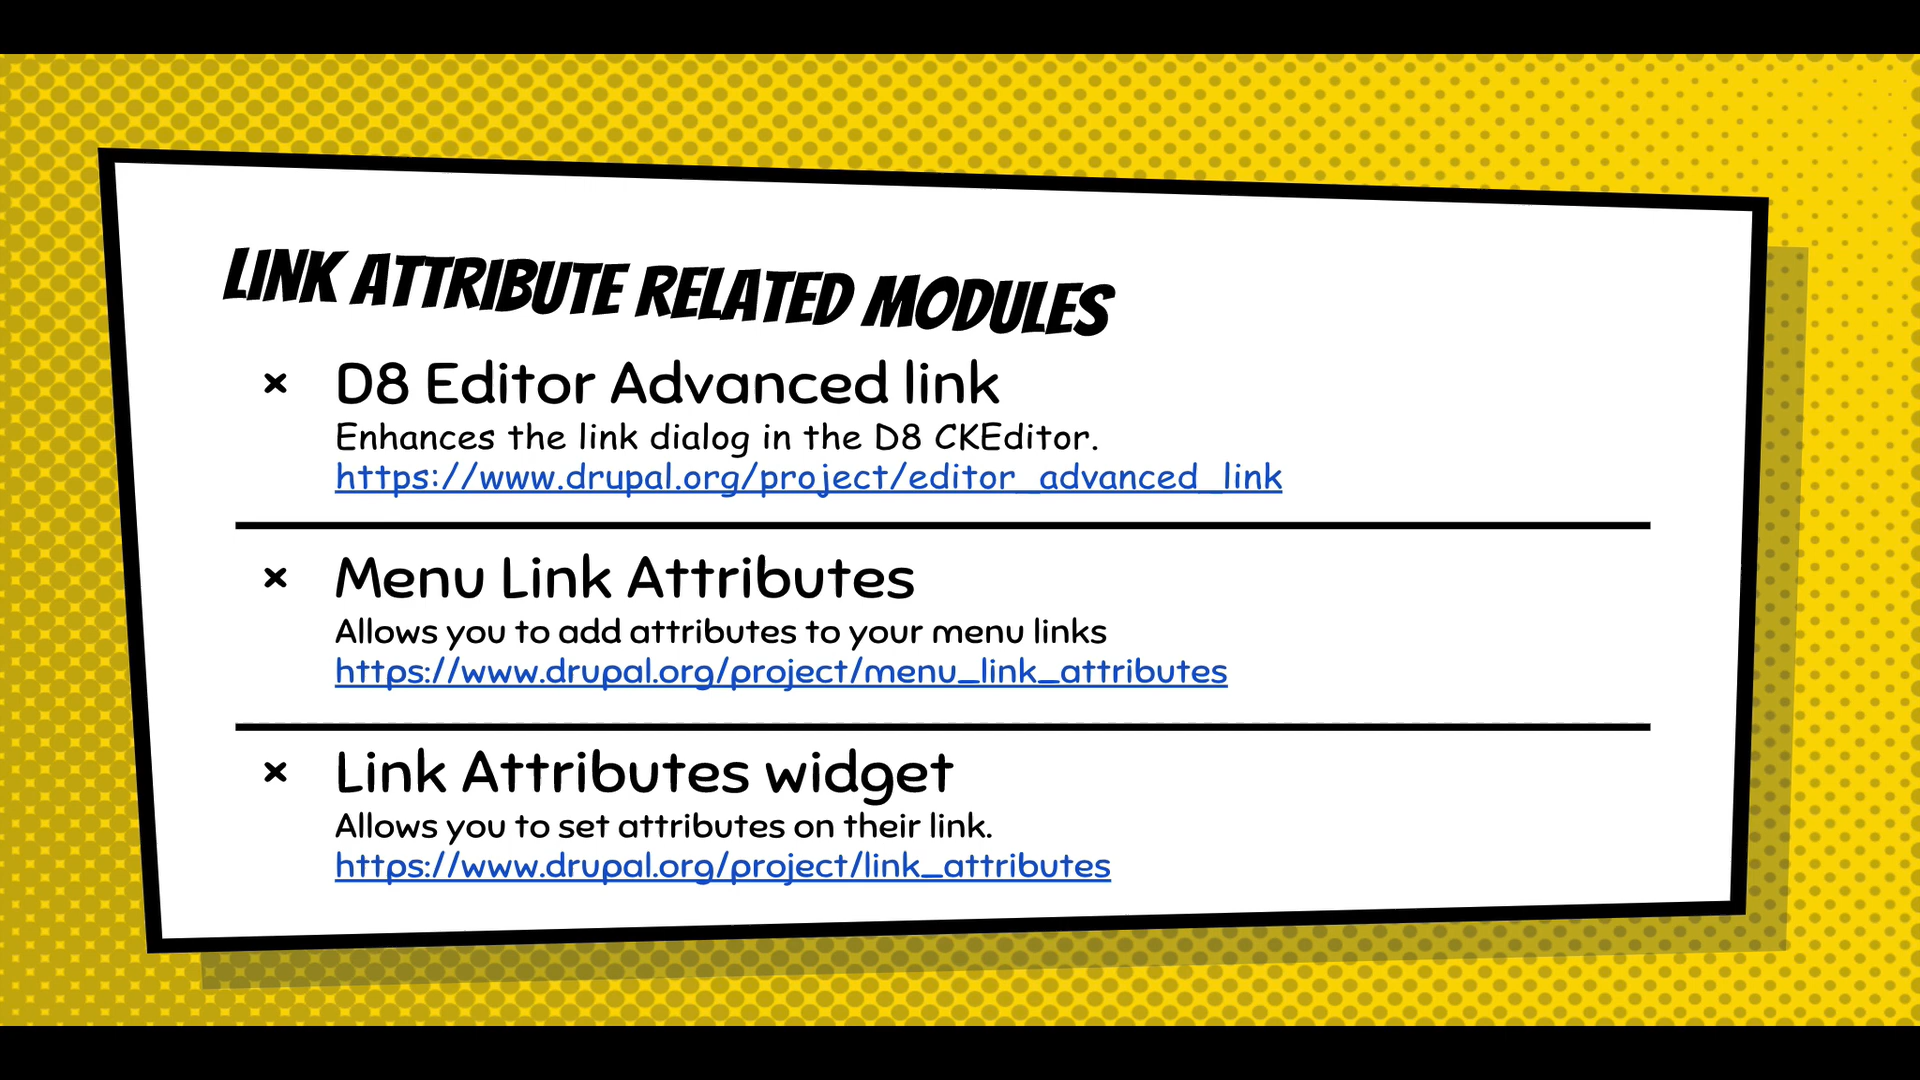 LINK ATTRIBUTE RELATED MODULES
× D8 Editor Advanced link
Enhances the link dialog in the D8 CKEditor.
https://www.drupal.org/project/editor_advanced_link
× Menu Link Attributes
Allows you to add attributes to your menu links
https://www.drupal.org/project/menu_link_attributes
× Link Attributes widget
Allows you to set attributes on their link.
https://www.drupal.org/project/link_attributes